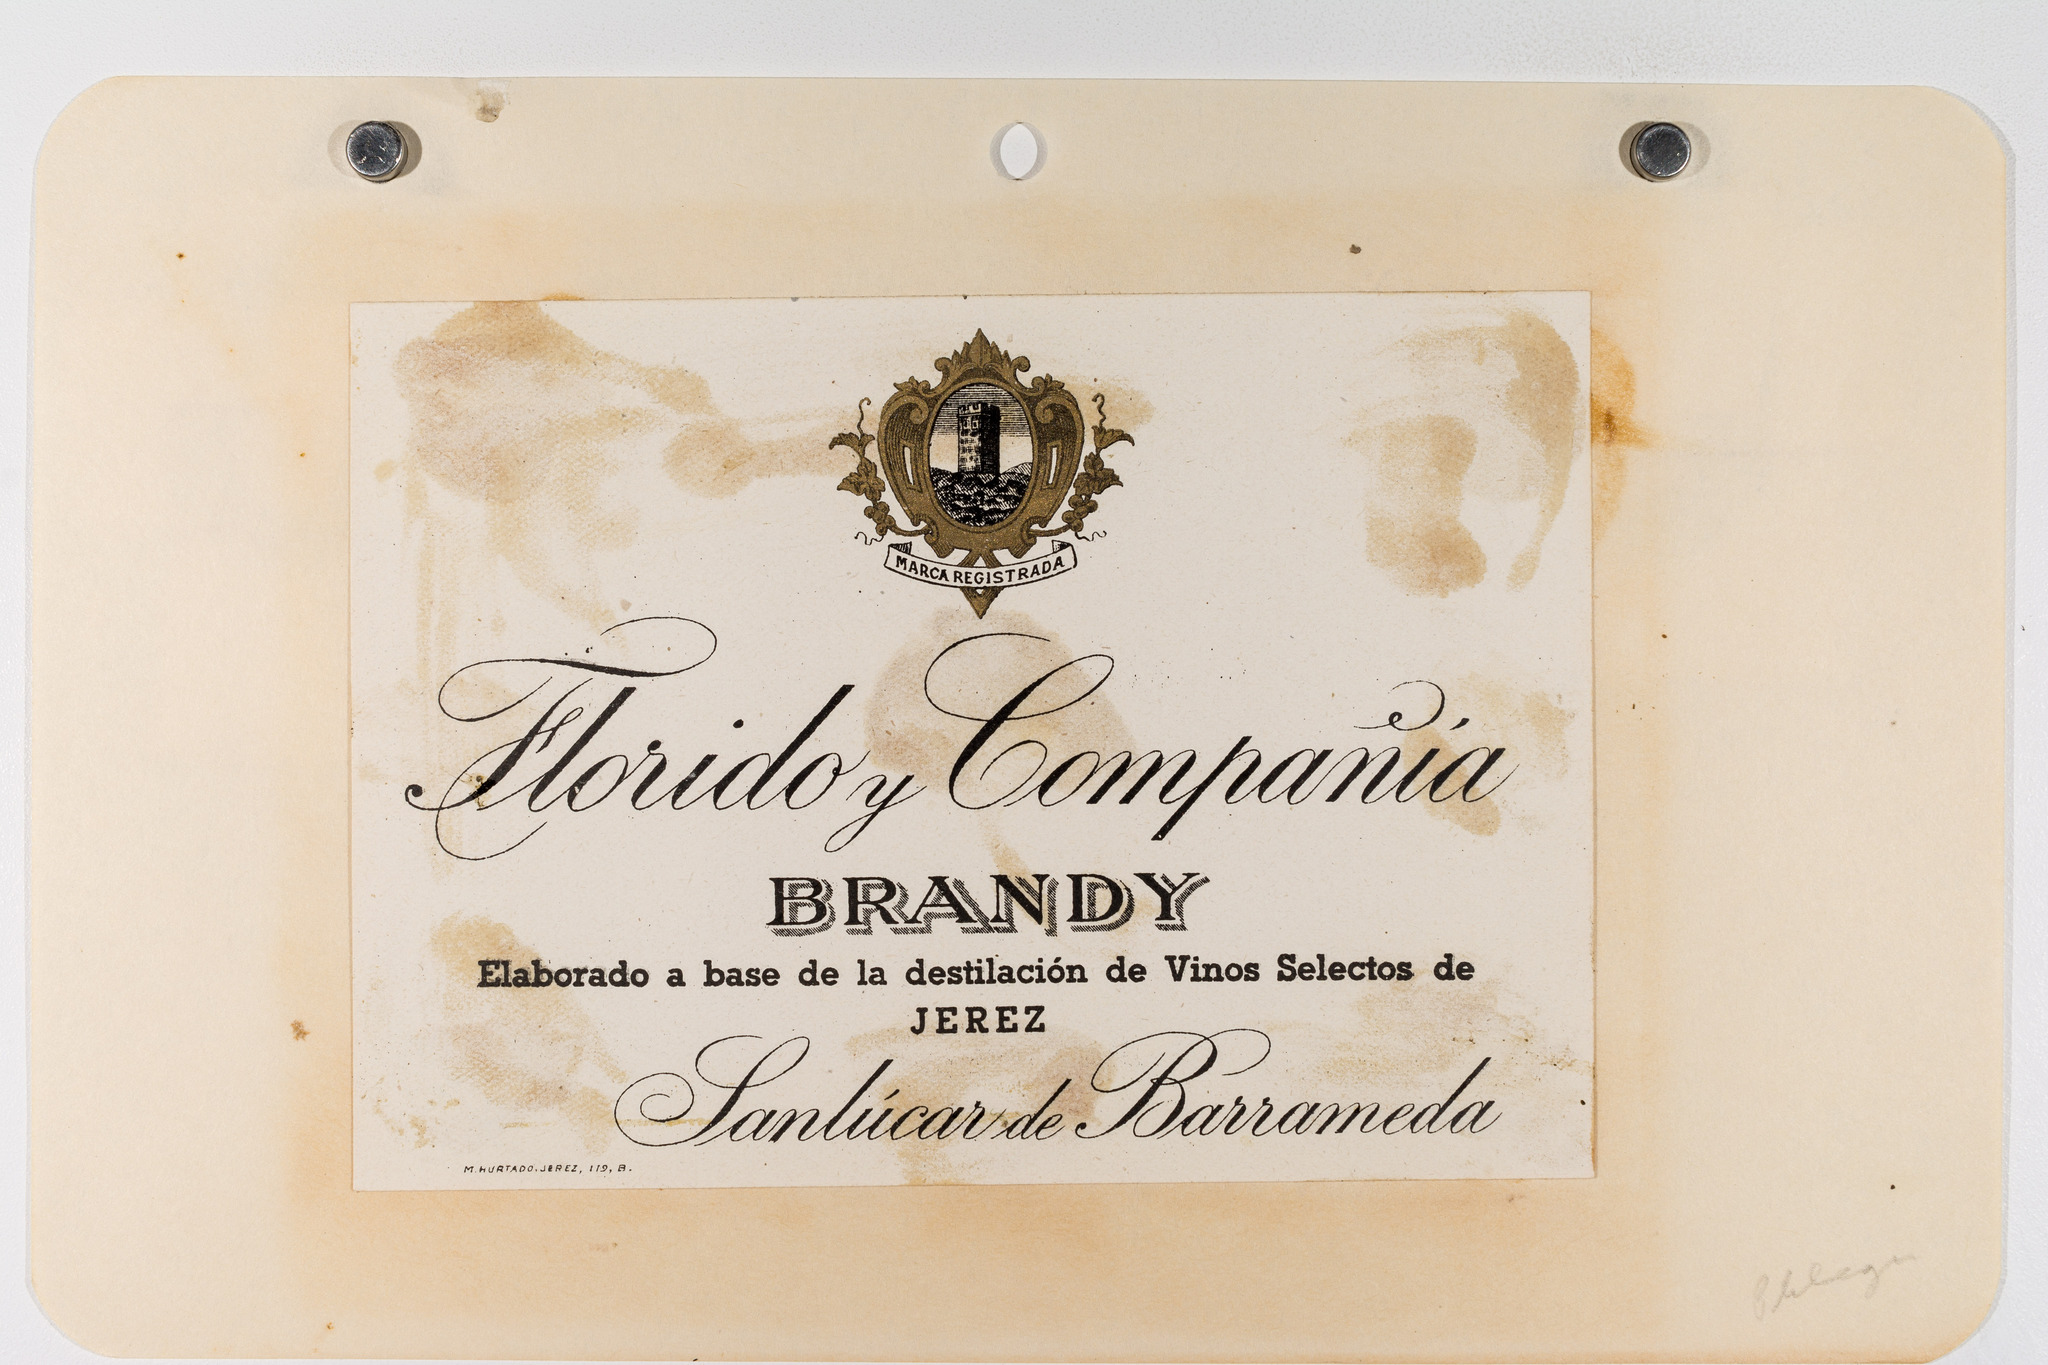 MARCA REGISTRADA
Florido y Compañía
BRANDY
Elaborado a base de la destilación de Vinos Selectos de
JEREZ
Sanlúcar de Barrameda
M. HURTADO. JEREZ, 119, B.